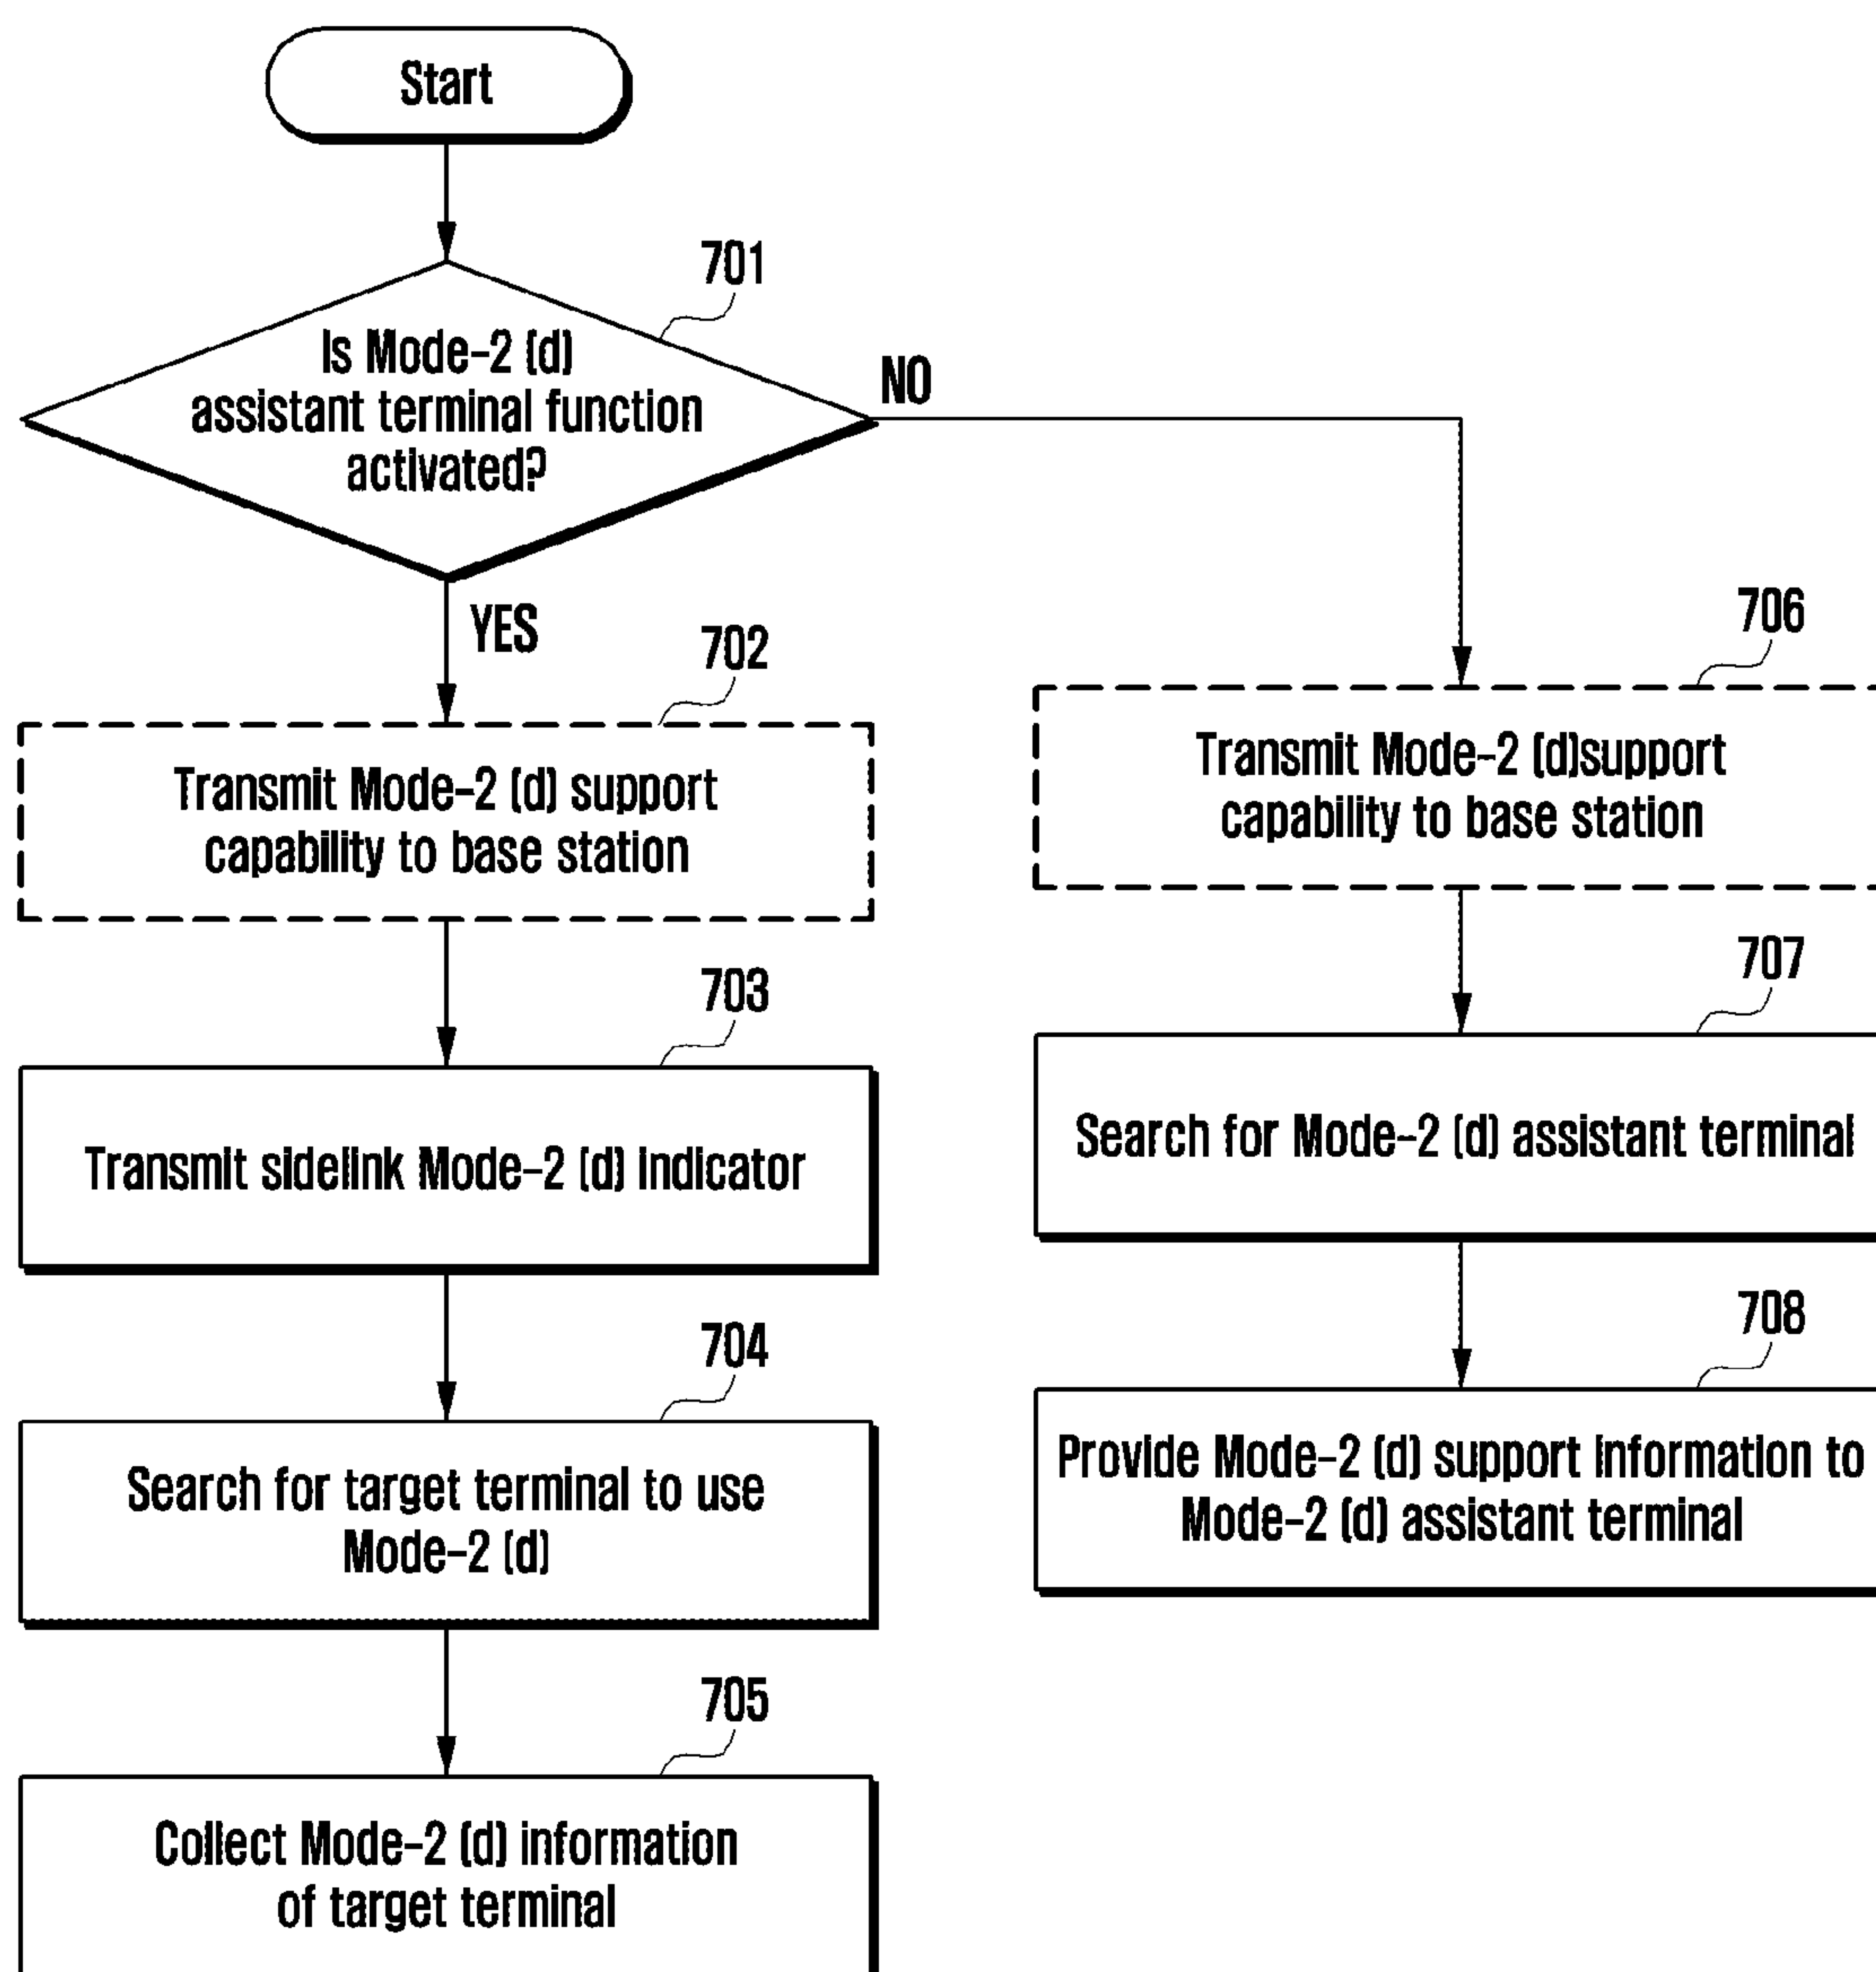 Start
701
Is Mode-2 (d)
assistant terminal function
activated?
NO
YES
702
Transmit Mode-2 (d) support
capability to base station
703
Transmit sidelink Mode-2 (d) indicator
704
Search for target terminal to use
Mode-2 (d)
705
Collect Mode-2 (d) information
of target terminal
706
Transmit Mode-2 (d)support
capability to base station
707
Search for Mode-2 (d) assistant terminal
708
Provide Mode-2 (d) support information to
Mode-2 (d) assistant terminal